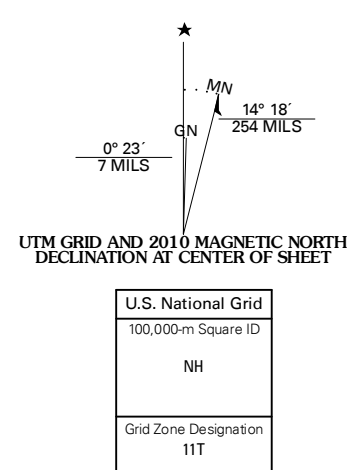 MN
14° 18´
254 MILS
GN
0° 23´
7 MILS
UTM GRID AND 2010 MAGNETIC NORTH
DECLINATION AT CENTER OF SHEET
U.S. National Grid
100,000-m Square ID
NH
Grid Zone Designation
11T